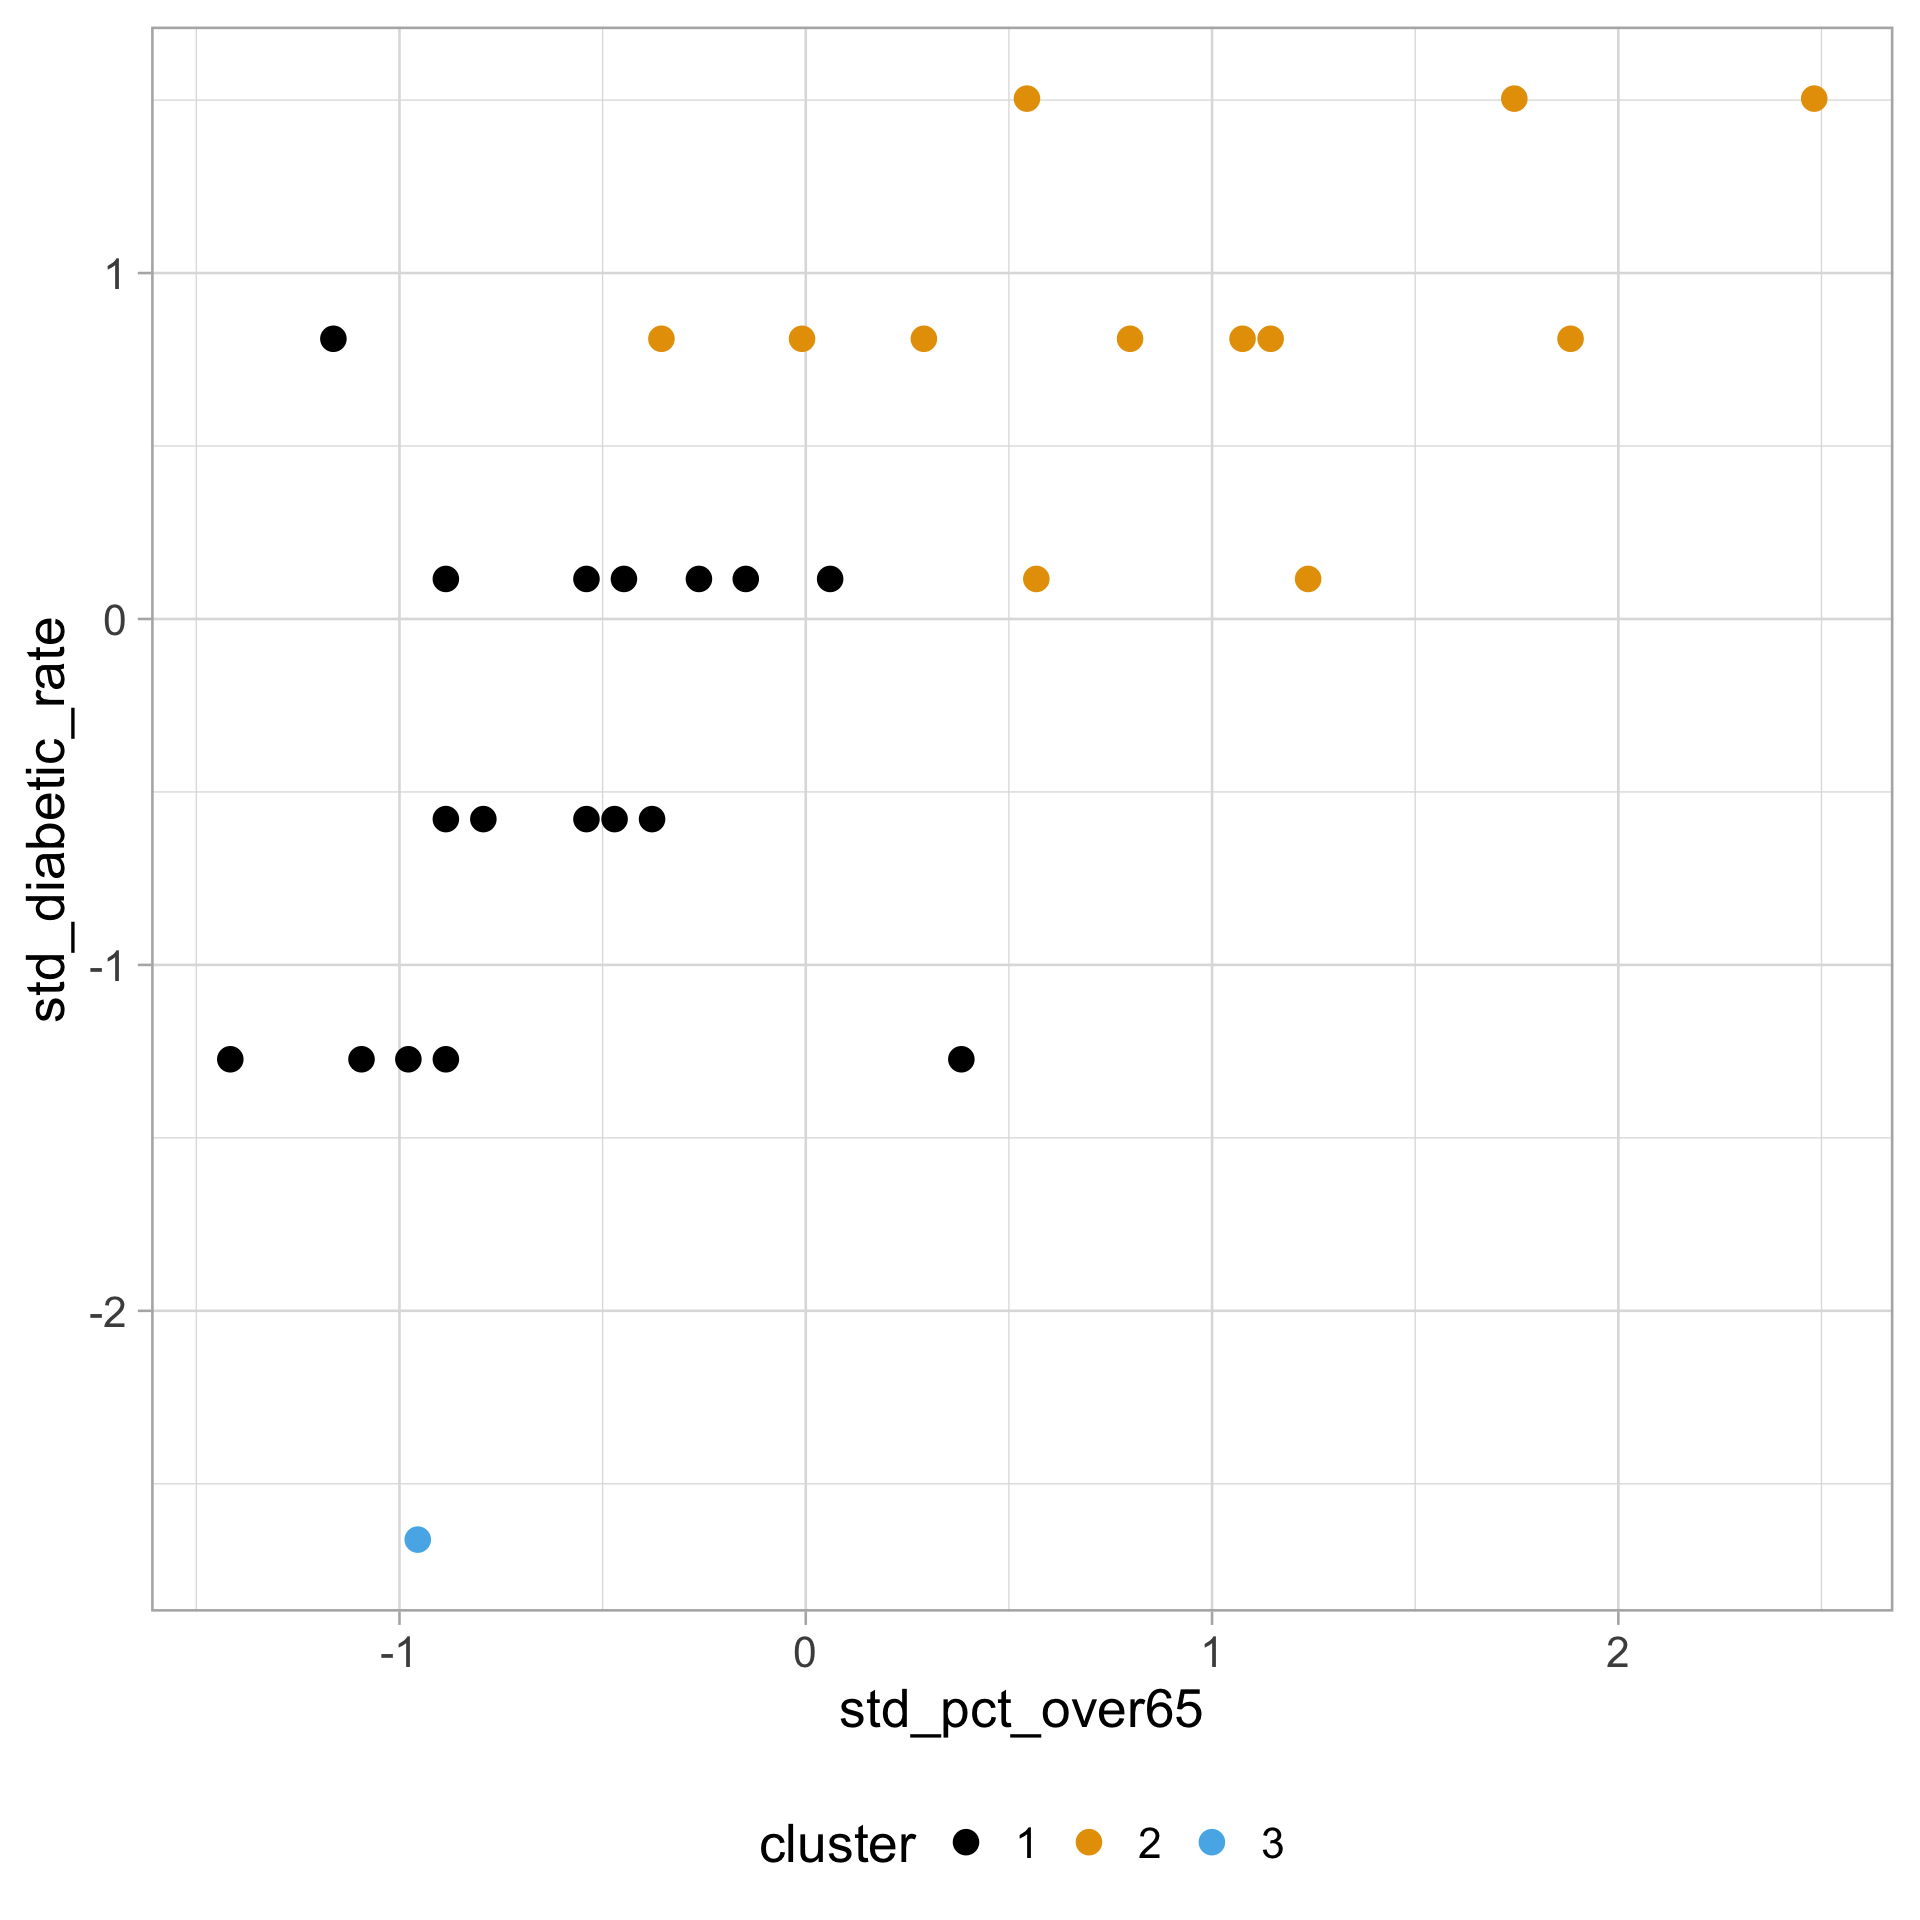 std_diabetic_rate
1
0
-1
-2
-1 0 1 2
std_pct_over65
cluster 1 2 3